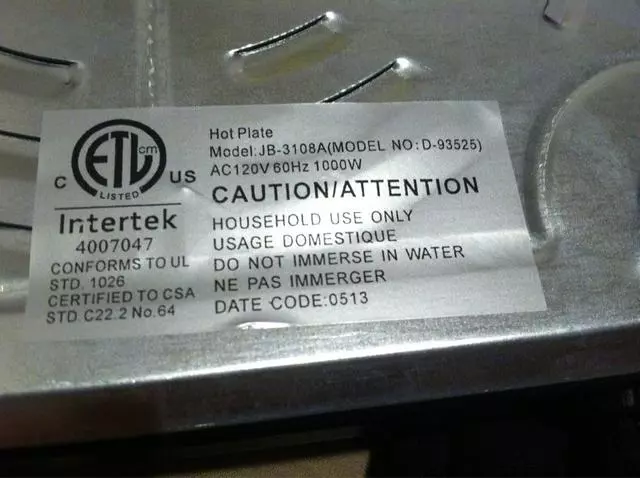 Hot Plate
Model:JB-3108A(MODEL NO:D-93525)
AC120V 60Hz 1000W
CAUTION/ATTENTION
HOUSEHOLD USE ONLY
USAGE DOMESTIQUE
DO NOT IMMERSE IN WATER
NE PAS IMMERGER
DATE CODE:0513
C ETL CM US
LISTED
Intertek
4007047
CONFORMS TO UL
STD. 1026
CERTIFIED TO CSA
STD.C22.2 No.64